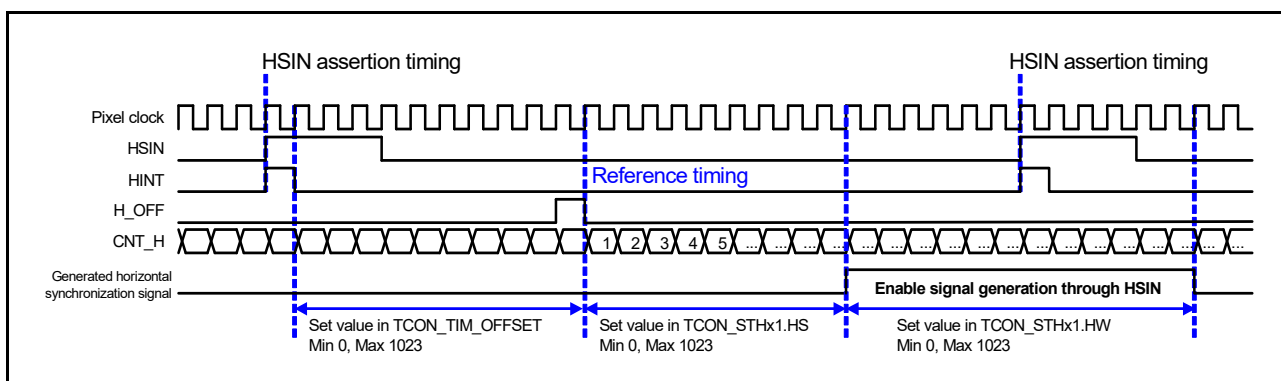 HSIN assertion timing HSIN assertion timing
Pixel clock
HSIN
HINT
Reference timing
H_OFF
CNT_H 1 2 3 4 5 ... ... ... ... ... ... ... ... ... ... ... ... ... ... ... ... ... ...
Generated horizontal
synchronization signal
Enable signal generation through HSIN
Set value in TCON_TIM_OFFSET Set value in TCON_STHx1.HS Set value in TCON_STHx1.HW
Min 0, Max 1023 Min 0, Max 1023 Min 0, Max 1023